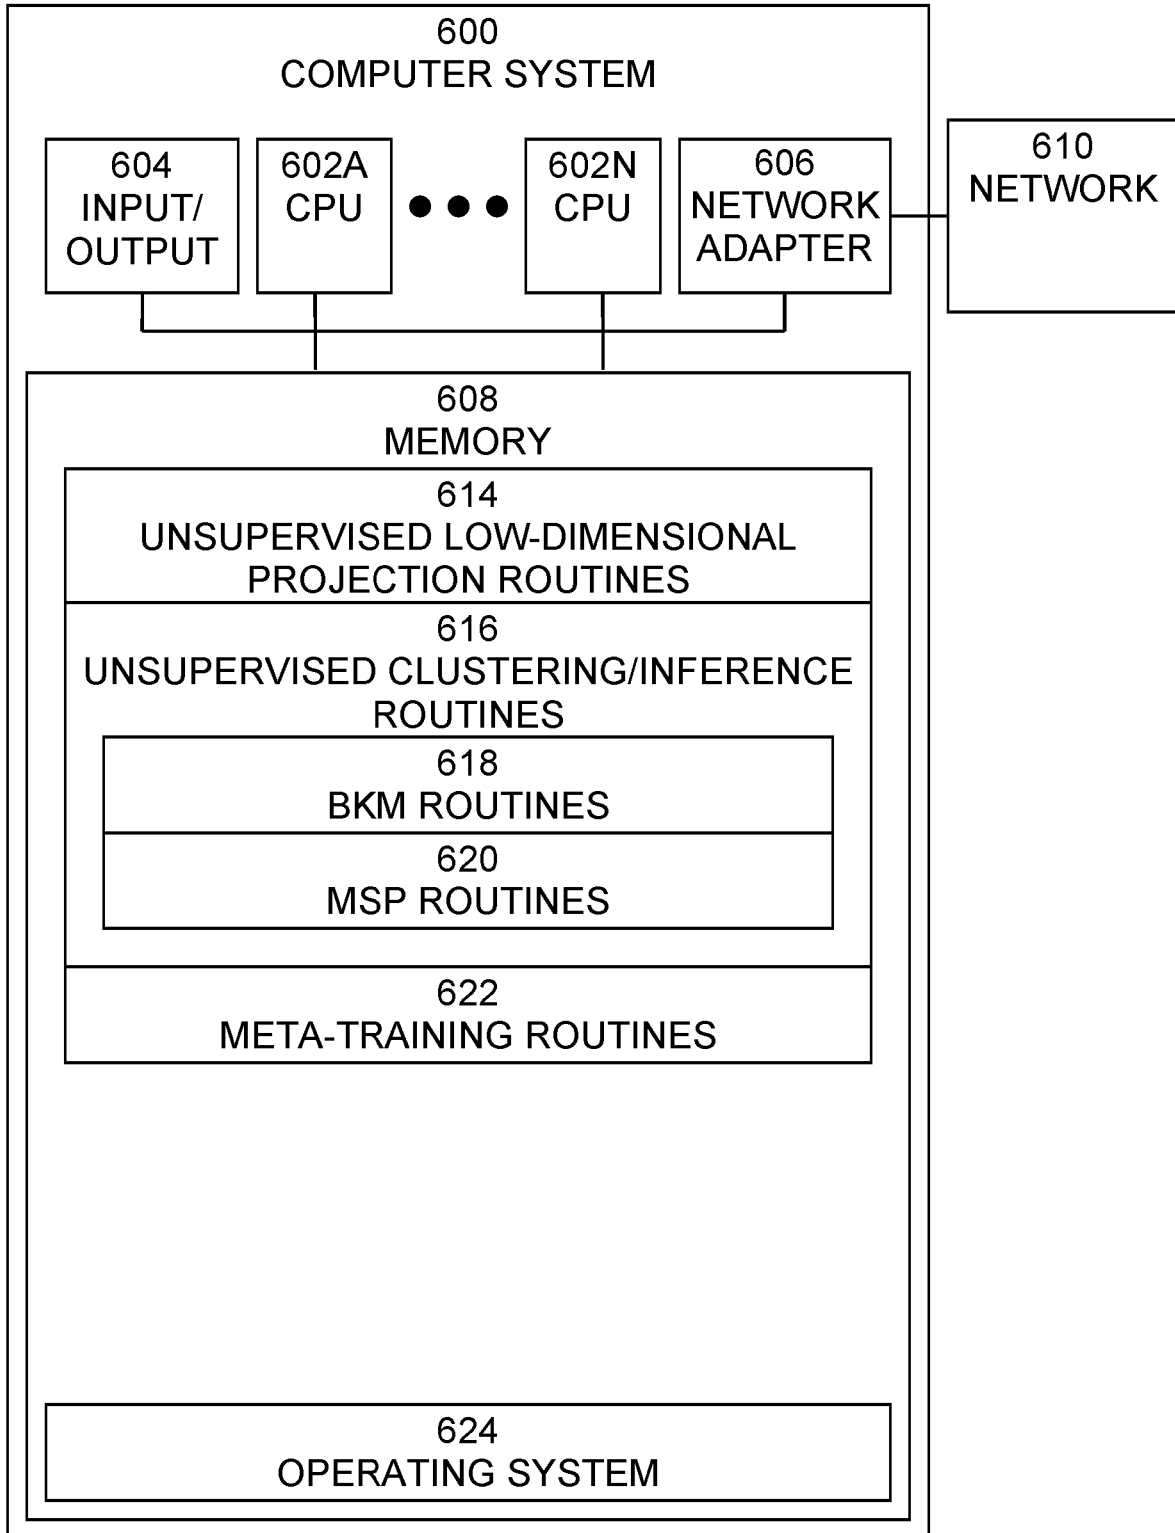 600
COMPUTER SYSTEM
604
INPUT/
OUTPUT
602A
CPU
602N
CPU
606
NETWORK
ADAPTER
610
NETWORK
608
MEMORY
614
UNSUPERVISED LOW-DIMENSIONAL
PROJECTION ROUTINES
616
UNSUPERVISED CLUSTERING/INFERENCE
ROUTINES
618
BKM ROUTINES
620
MSP ROUTINES
622
META-TRAINING ROUTINES
624
OPERATING SYSTEM